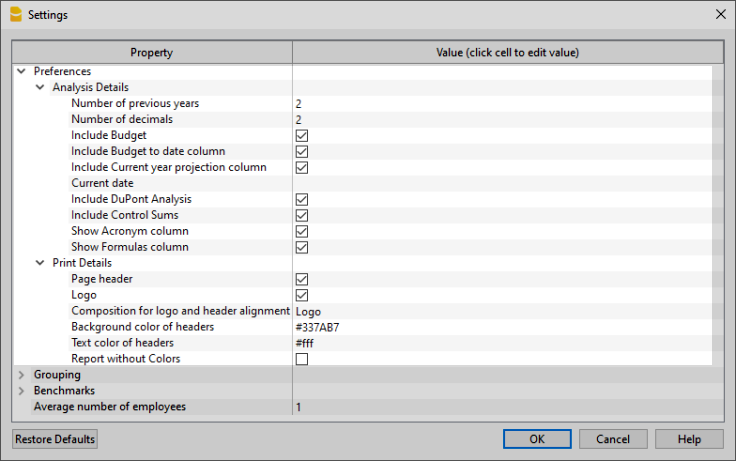 Settings
Property Value (click cell to edit value)
Preferences
Analysis Details
Number of previous years 2
Number of decimals 2
Include Budget
Include Budget to date column
Include Current year projection column
Current date
Include DuPont Analysis
Include Control Sums
Show Acronym column
Show Formulas column
Print Details
Page header
Logo
Composition for logo and header alignment Logo
Background color of headers #337AB7
Text color of headers #fff
Report without Colors
Grouping
Benchmarks
Average number of employees 1
Restore Defaults OK Cancel Help